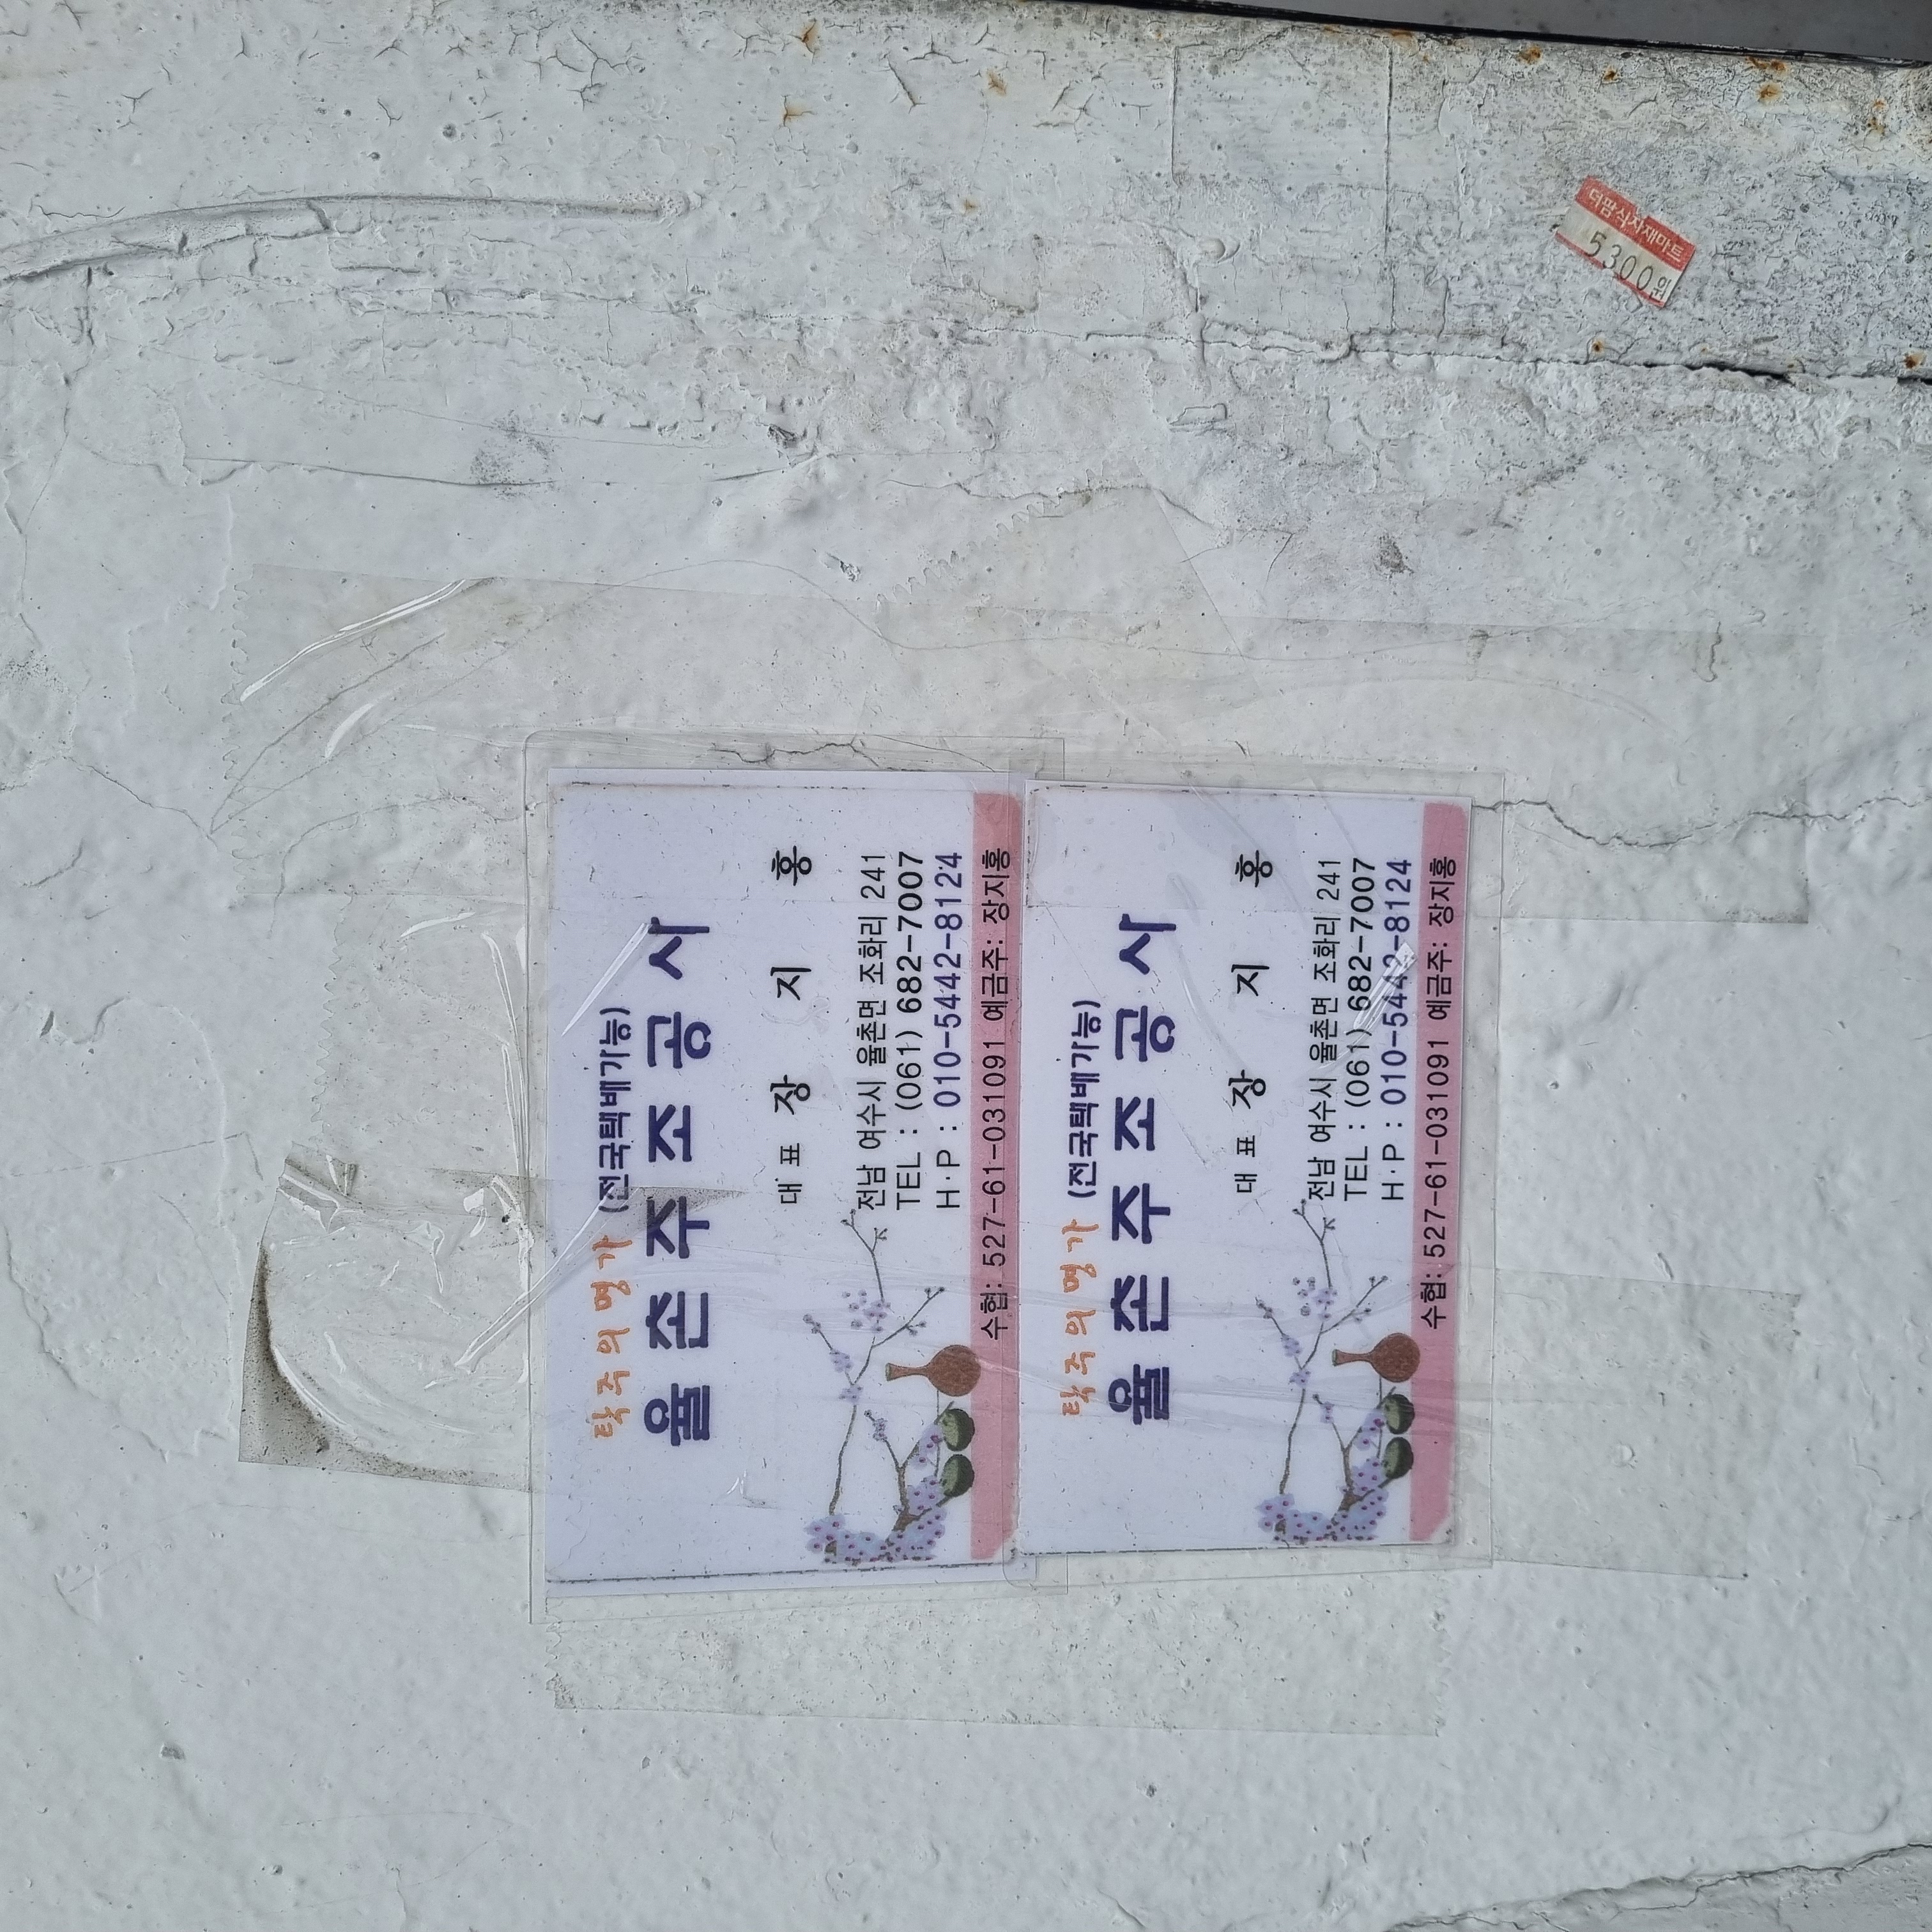 더팜식자재마트
5300원
탁주의명가 (전국택배가능)
율촌주조공사
대표 장 지 홍
전남 여수시 율촌면 조화리 241
TEL : (061) 682-7007
H·P : 010-5442-8124
수협: 527-61-031091 예금주: 장지홍
탁주의명가 (전국택배가능)
율촌주조공사
대표 장 지 홍
전남 여수시 율촌면 조화리 241
TEL : (061) 682-7007
H·P : 010-5442-8124
수협: 527-61-031091 예금주: 장지홍